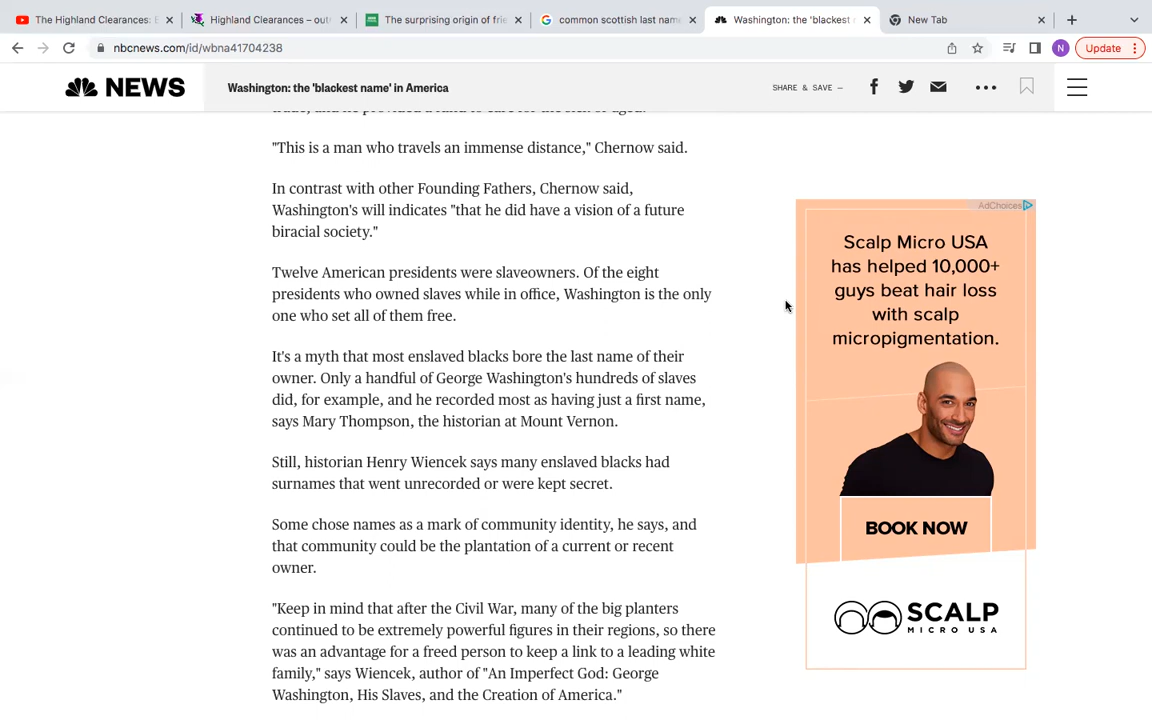 The Highland Clearances: E
Highland Clearances – out
The surprising origin of frie
common scottish last nam
Washington: the 'blackest
New Tab
nbcnews.com/id/wbna41704238
N
Update
NEWS
Washington: the 'blackest name' in America
SHARE & SAVE —
"This is a man who travels an immense distance," Chernow said.
In contrast with other Founding Fathers, Chernow said,
Washington's will indicates "that he did have a vision of a future
biracial society."
Twelve American presidents were slaveowners. Of the eight
presidents who owned slaves while in office, Washington is the only
one who set all of them free.
It's a myth that most enslaved blacks bore the last name of their
owner. Only a handful of George Washington's hundreds of slaves
did, for example, and he recorded most as having just a first name,
says Mary Thompson, the historian at Mount Vernon.
Still, historian Henry Wiencek says many enslaved blacks had
surnames that went unrecorded or were kept secret.
Some chose names as a mark of community identity, he says, and
that community could be the plantation of a current or recent
owner.
"Keep in mind that after the Civil War, many of the big planters
continued to be extremely powerful figures in their regions, so there
was an advantage for a freed person to keep a link to a leading white
family," says Wiencek, author of "An Imperfect God: George
Washington, His Slaves, and the Creation of America."
AdChoices
Scalp Micro USA
has helped 10,000+
guys beat hair loss
with scalp
micropigmentation.
BOOK NOW
SCALP
MICRO USA